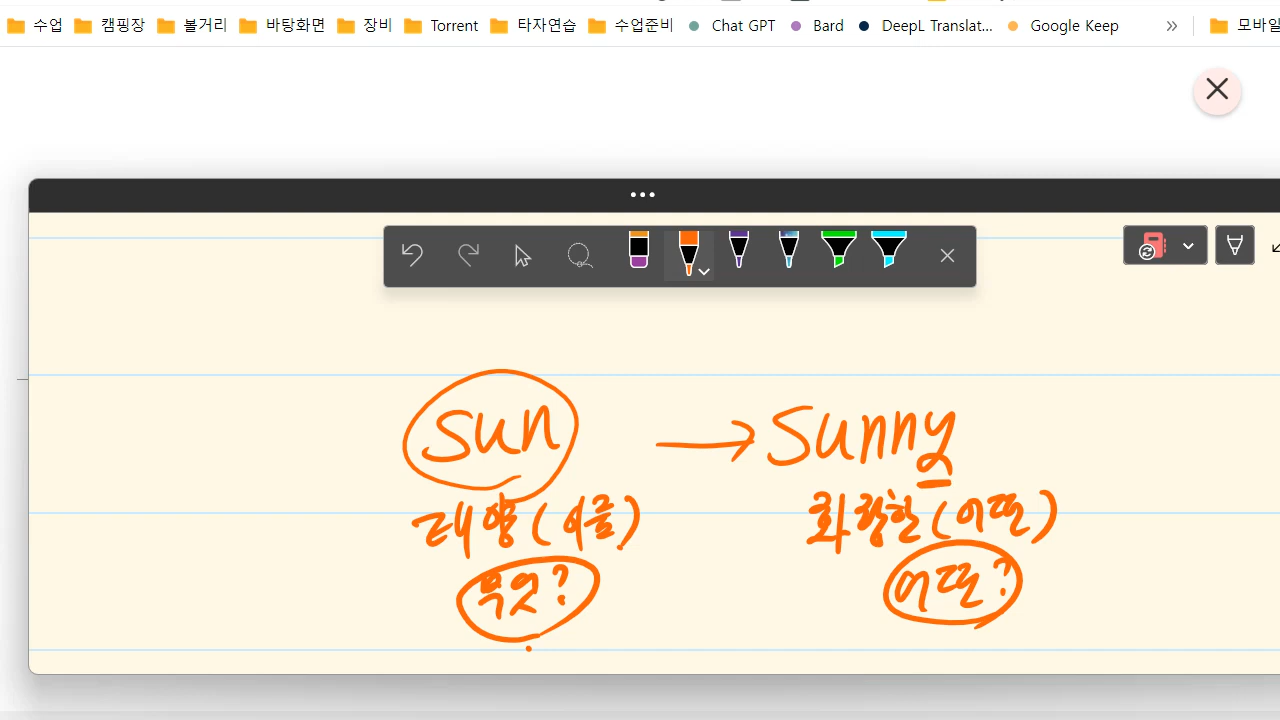 수업 캠핑장 볼거리 바탕화면 장비 Torrent 타자연습 수업준비 Chat GPT Bard DeepL Translat... Google Keep » 모바일
sun → sunny
태양 (이름) 화창한 (어떤)
무엇? 어떤?